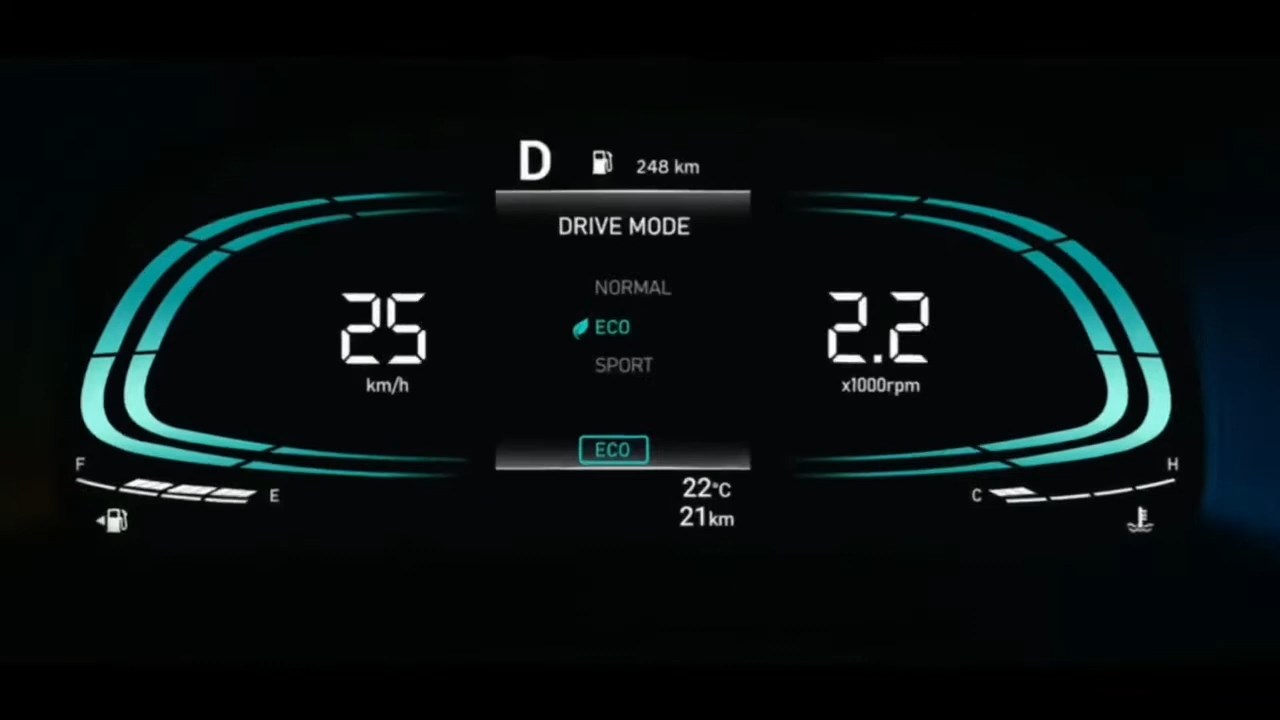 D 248 km
DRIVE MODE
NORMAL
ECO
SPORT
25
km/h
2.2
x1000rpm
ECO
F
E
C
H
22°C
21km